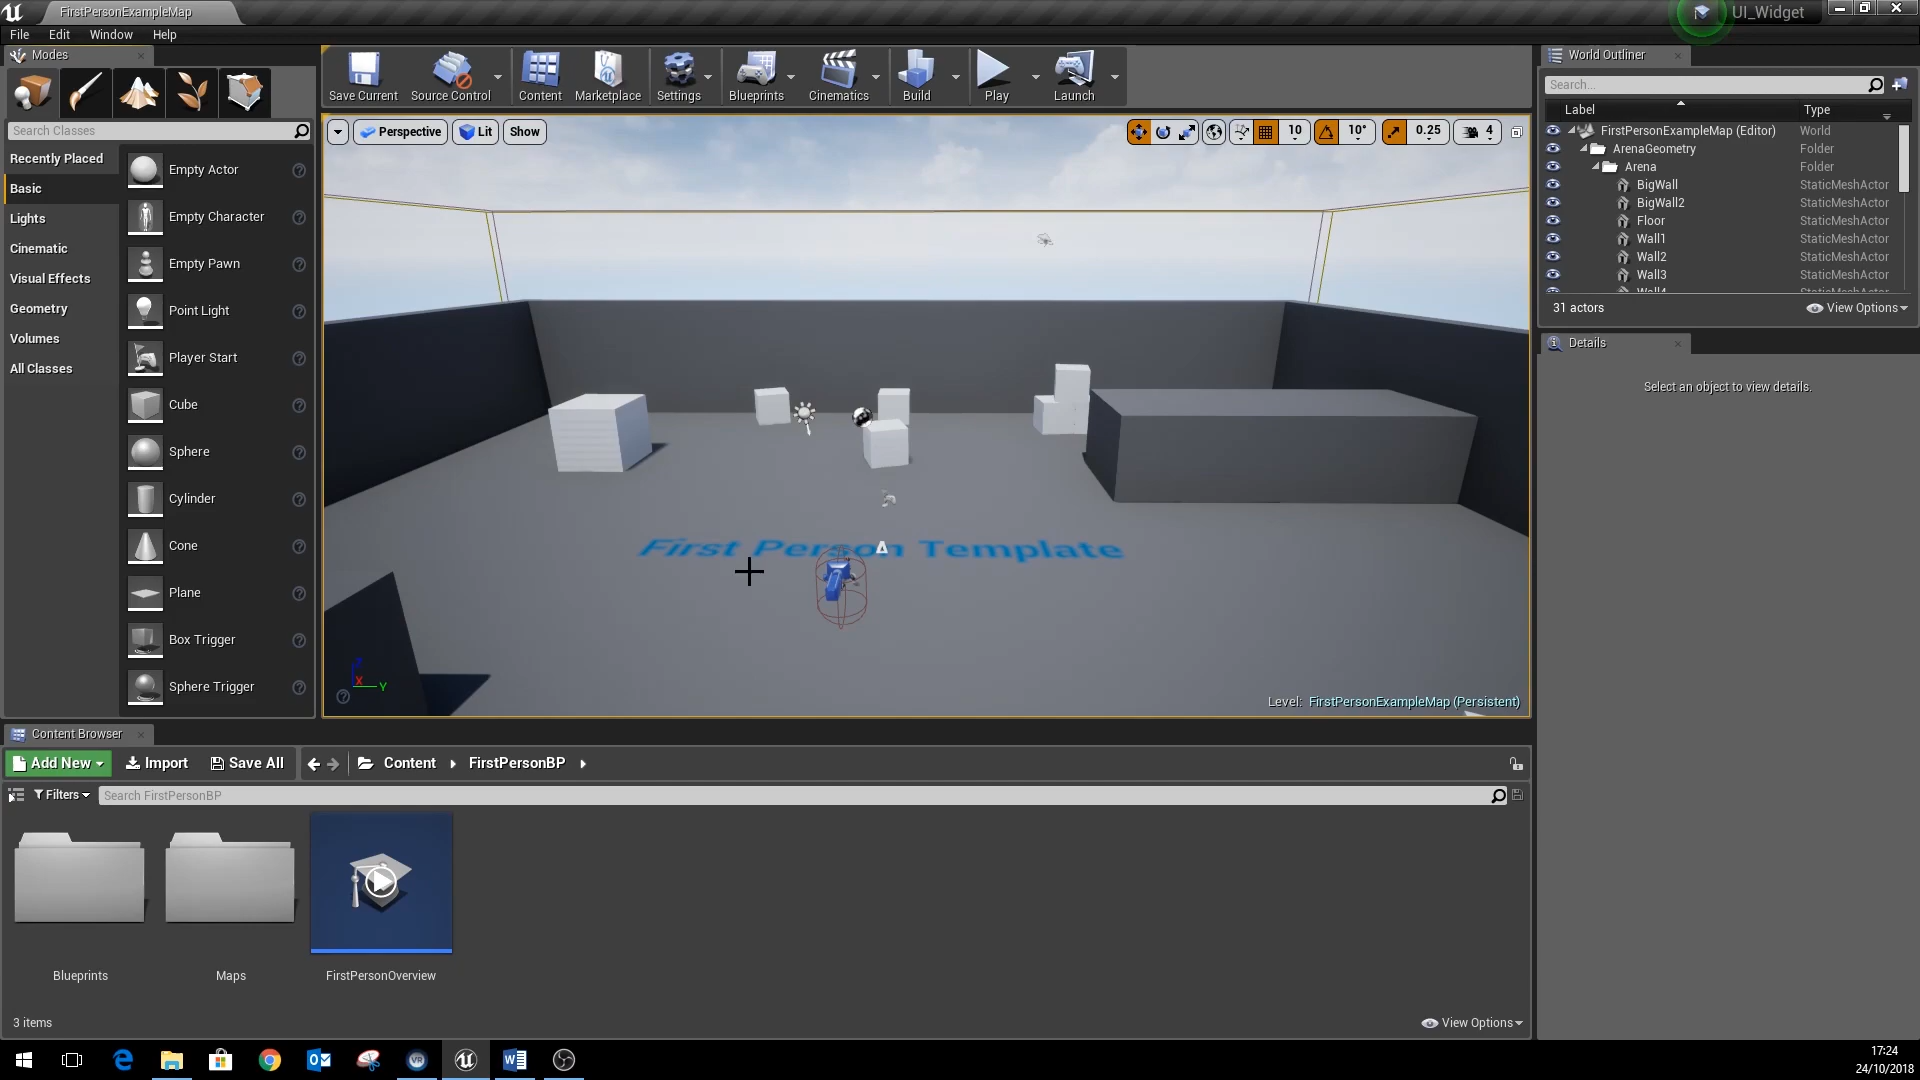 FirstPersonExampleMap
UI_Widget
File Edit Window Help
Modes
Search Classes
Recently Placed
Basic
Lights
Cinematic
Visual Effects
Geometry
Volumes
All Classes
Empty Actor
Empty Character
Empty Pawn
Point Light
Player Start
Cube
Sphere
Cylinder
Cone
Plane
Box Trigger
Sphere Trigger
Save Current Source Control Content Marketplace Settings Blueprints Cinematics Build Play Launch
Perspective Lit Show
10 10° 0.25 4
First Person Template
Z
X
Y
Level: FirstPersonExampleMap (Persistent)
World Outliner
Search...
Label Type
FirstPersonExampleMap (Editor) World
ArenaGeometry Folder
Arena Folder
BigWall StaticMeshActor
BigWall2 StaticMeshActor
Floor StaticMeshActor
Wall1 StaticMeshActor
Wall2 StaticMeshActor
Wall3 StaticMeshActor
Wall4 StaticMeshActor
31 actors View Options
Details
Select an object to view details.
Content Browser
Add New Import Save All Content FirstPersonBP
Filters Search FirstPersonBP
Blueprints Maps FirstPersonOverview
3 items View Options
17:24
24/10/2018